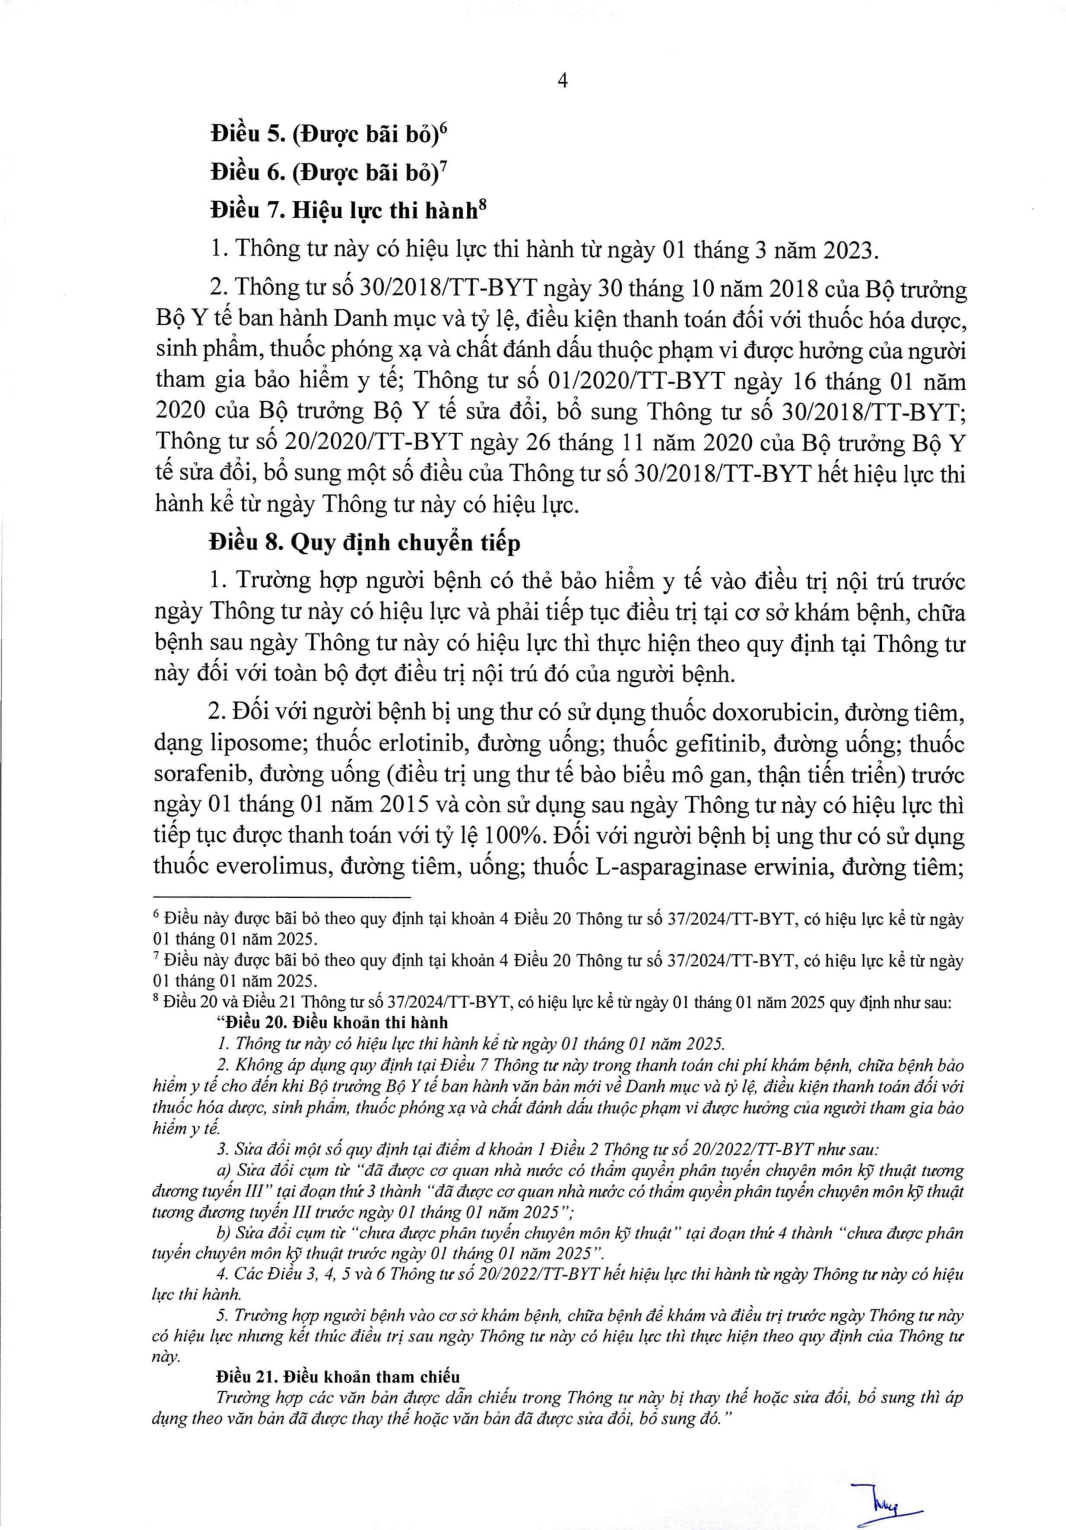 4
Điều 5. (Được bãi bỏ)⁶
Điều 6. (Được bãi bỏ)⁷
Điều 7. Hiệu lực thi hành⁸
1. Thông tư này có hiệu lực thi hành từ ngày 01 tháng 3 năm 2023.
2. Thông tư số 30/2018/TT-BYT ngày 30 tháng 10 năm 2018 của Bộ trưởng
Bộ Y tế ban hành Danh mục và tỷ lệ, điều kiện thanh toán đối với thuốc hóa dược,
sinh phẩm, thuốc phóng xạ và chất đánh dấu thuộc phạm vi được hưởng của người
tham gia bảo hiểm y tế; Thông tư số 01/2020/TT-BYT ngày 16 tháng 01 năm
2020 của Bộ trưởng Bộ Y tế sửa đổi, bổ sung Thông tư số 30/2018/TT-BYT;
Thông tư số 20/2020/TT-BYT ngày 26 tháng 11 năm 2020 của Bộ trưởng Bộ Y
tế sửa đổi, bổ sung một số điều của Thông tư số 30/2018/TT-BYT hết hiệu lực thi
hành kể từ ngày Thông tư này có hiệu lực.
Điều 8. Quy định chuyển tiếp
1. Trường hợp người bệnh có thẻ bảo hiểm y tế vào điều trị nội trú trước
ngày Thông tư này có hiệu lực và phải tiếp tục điều trị tại cơ sở khám bệnh, chữa
bệnh sau ngày Thông tư này có hiệu lực thì thực hiện theo quy định tại Thông tư
này đối với toàn bộ đợt điều trị nội trú đó của người bệnh.
2. Đối với người bệnh bị ung thư có sử dụng thuốc doxorubicin, đường tiêm,
dạng liposome; thuốc erlotinib, đường uống; thuốc gefitinib, đường uống; thuốc
sorafenib, đường uống (điều trị ung thư tế bào biểu mô gan, thận tiến triển) trước
ngày 01 tháng 01 năm 2015 và còn sử dụng sau ngày Thông tư này có hiệu lực thì
tiếp tục được thanh toán với tỷ lệ 100%. Đối với người bệnh bị ung thư có sử dụng
thuốc everolimus, đường tiêm, uống; thuốc L-asparaginase erwinia, đường tiêm;
⁶ Điều này được bãi bỏ theo quy định tại khoản 4 Điều 20 Thông tư số 37/2024/TT-BYT, có hiệu lực kể từ ngày
01 tháng 01 năm 2025.
⁷ Điều này được bãi bỏ theo quy định tại khoản 4 Điều 20 Thông tư số 37/2024/TT-BYT, có hiệu lực kể từ ngày
01 tháng 01 năm 2025.
⁸ Điều 20 và Điều 21 Thông tư số 37/2024/TT-BYT, có hiệu lực kể từ ngày 01 tháng 01 năm 2025 quy định như sau:
“Điều 20. Điều khoản thi hành
1. Thông tư này có hiệu lực thi hành kể từ ngày 01 tháng 01 năm 2025.
2. Không áp dụng quy định tại Điều 7 Thông tư này trong thanh toán chi phí khám bệnh, chữa bệnh bảo
hiểm y tế cho đến khi Bộ trưởng Bộ Y tế ban hành văn bản mới về Danh mục và tỷ lệ, điều kiện thanh toán đối với
thuốc hóa dược, sinh phẩm, thuốc phóng xạ và chất đánh dấu thuộc phạm vi được hưởng của người tham gia bảo
hiểm y tế.
3. Sửa đổi một số quy định tại điểm d khoản 1 Điều 2 Thông tư số 20/2022/TT-BYT như sau:
a) Sửa đổi cụm từ “đã được cơ quan nhà nước có thẩm quyền phân tuyến chuyên môn kỹ thuật tương
đương tuyến III” tại đoạn thứ 3 thành “đã được cơ quan nhà nước có thẩm quyền phân tuyến chuyên môn kỹ thuật
tương đương tuyến III trước ngày 01 tháng 01 năm 2025”;
b) Sửa đổi cụm từ “chưa được phân tuyến chuyên môn kỹ thuật” tại đoạn thứ 4 thành “chưa được phân
tuyến chuyên môn kỹ thuật trước ngày 01 tháng 01 năm 2025”.
4. Các Điều 3, 4, 5 và 6 Thông tư số 20/2022/TT-BYT hết hiệu lực thi hành từ ngày Thông tư này có hiệu
lực thi hành.
5. Trường hợp người bệnh vào cơ sở khám bệnh, chữa bệnh để khám và điều trị trước ngày Thông tư này
có hiệu lực nhưng kết thúc điều trị sau ngày Thông tư này có hiệu lực thì thực hiện theo quy định của Thông tư
này.
Điều 21. Điều khoản tham chiếu
Trường hợp các văn bản được dẫn chiếu trong Thông tư này bị thay thế hoặc sửa đổi, bổ sung thì áp
dụng theo văn bản đã được thay thế hoặc văn bản đã được sửa đổi, bổ sung đó.”